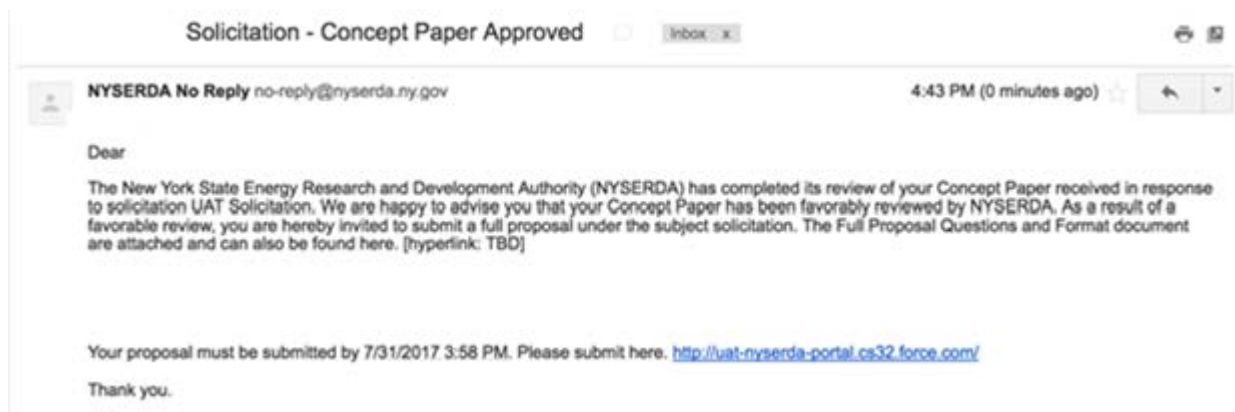 Solicitation - Concept Paper Approved
Inbox x
NYSERDA No Reply no-reply@nyserda.ny.gov
4:43 PM (0 minutes ago)
Dear
The New York State Energy Research and Development Authority (NYSERDA) has completed its review of your Concept Paper received in response
to solicitation UAT Solicitation. We are happy to advise you that your Concept Paper has been favorably reviewed by NYSERDA. As a result of a
favorable review, you are hereby invited to submit a full proposal under the subject solicitation. The Full Proposal Questions and Format document
are attached and can also be found here. [hyperlink: TBD]
Your proposal must be submitted by 7/31/2017 3:58 PM. Please submit here. http://uat-nyserda-portal.cs32.force.com/
Thank you.